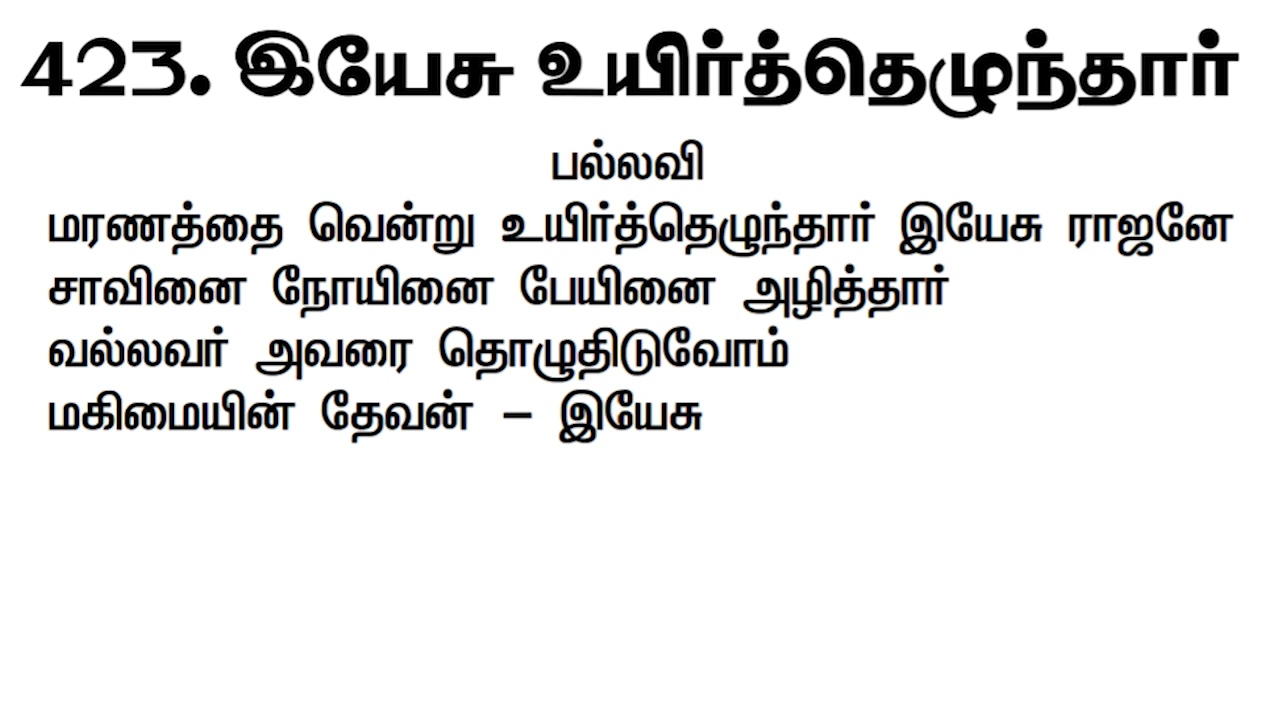 423. இயேசு உயிர்த்தெழுந்தார்
பல்லவி
மரணத்தை வென்று உயிர்த்தெழுந்தார் இயேசு ராஜனே
சாவினை நோயினை பேயினை அழித்தார்
வல்லவர் அவரை தொழுதிடுவோம்
மகிமையின் தேவன் – இயேசு